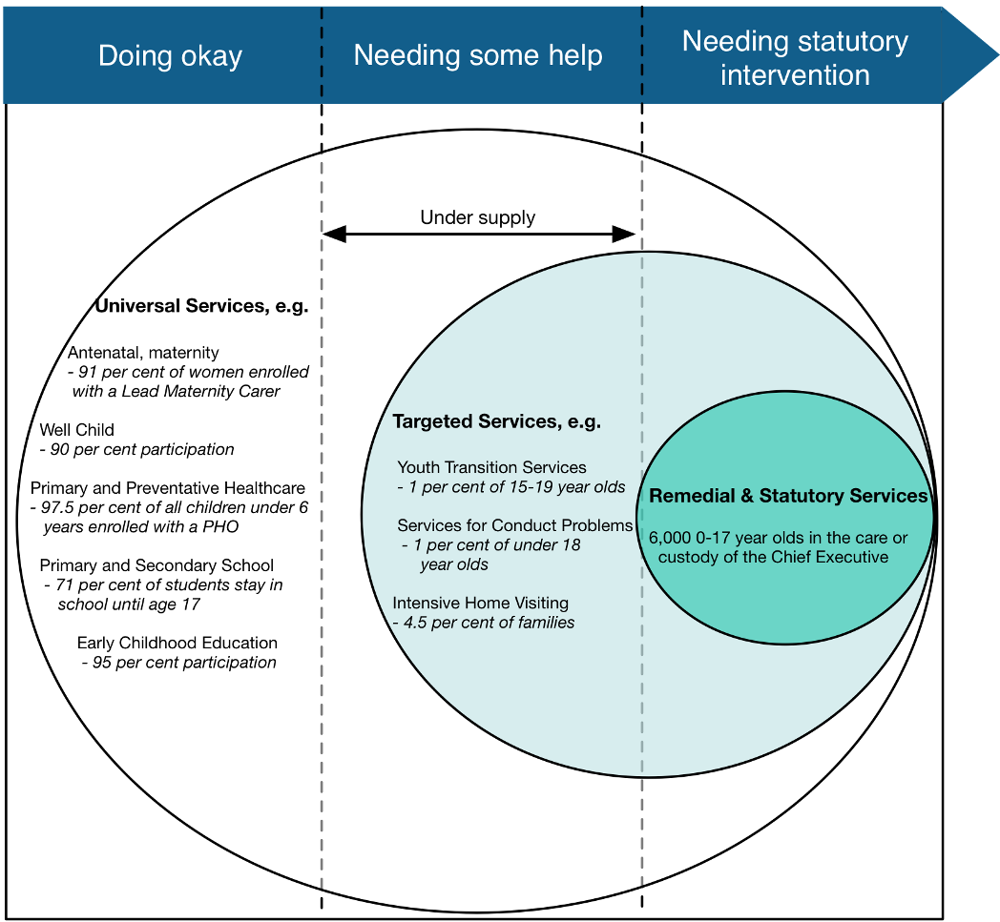 Doing okay
Needing some help
Needing statutory
intervention
Under supply
Universal Services, e.g.
Antenatal, maternity
- 91 per cent of women enrolled
with a Lead Maternity Carer
Well Child
- 90 per cent participation
Primary and Preventative Healthcare
- 97.5 per cent of all children under 6
years enrolled with a PHO
Primary and Secondary School
- 71 per cent of students stay in
school until age 17
Early Childhood Education
- 95 per cent participation
Targeted Services, e.g.
Youth Transition Services
- 1 per cent of 15-19 year olds
Services for Conduct Problems
- 1 per cent of under 18
year olds
Intensive Home Visiting
- 4.5 per cent of families
Remedial & Statutory Services
6,000 0-17 year olds in the care or
custody of the Chief Executive